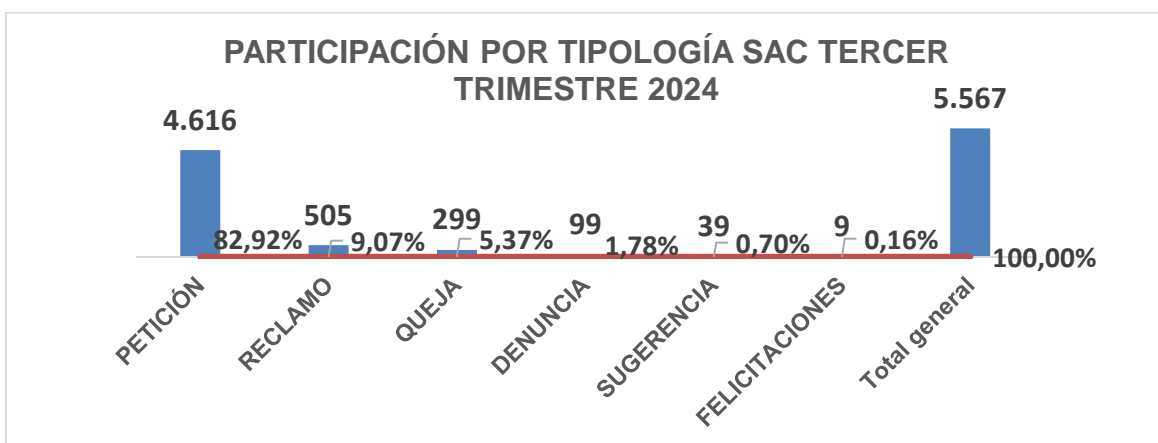 PARTICIPACIÓN POR TIPOLOGÍA SAC TERCER
TRIMESTRE 2024
4.616
505
299
99
39
9
5.567
82,92%
9,07%
5,37%
1,78%
0,70%
0,16%
100,00%
PETICIÓN
RECLAMO
QUEJA
DENUNCIA
SUGERENCIA
FELICITACIONES
Total general